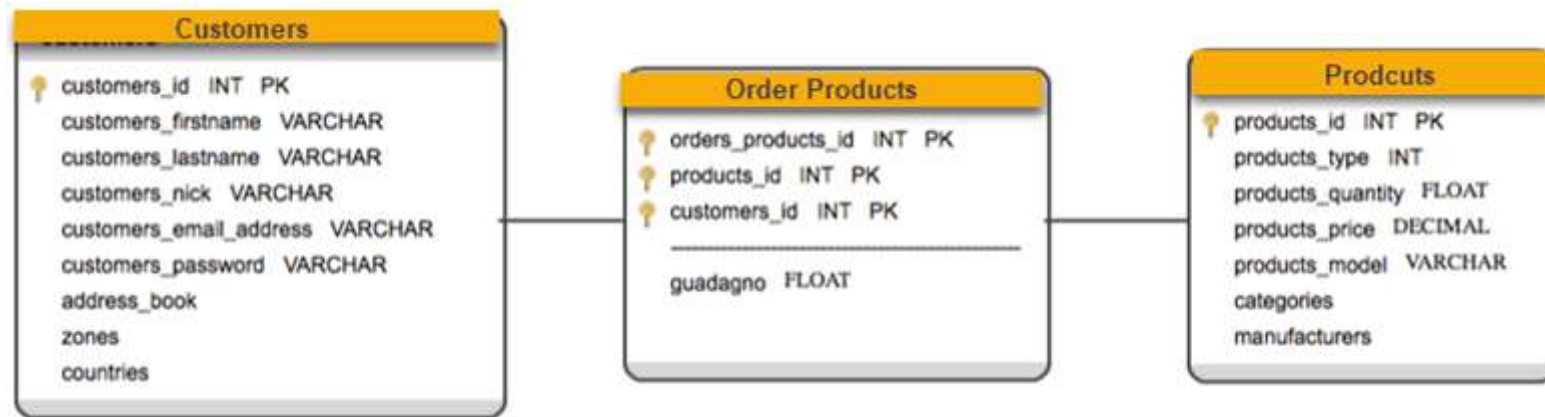 Customers
customers_id INT PK
customers_firstname VARCHAR
customers_lastname VARCHAR
customers_nick VARCHAR
customers_email_address VARCHAR
customers_password VARCHAR
address_book
zones
countries
Order Products
orders_products_id INT PK
products_id INT PK
customers_id INT PK
guadagno FLOAT
Prodcuts
products_id INT PK
products_type INT
products_quantity FLOAT
products_price DECIMAL
products_model VARCHAR
categories
manufacturers